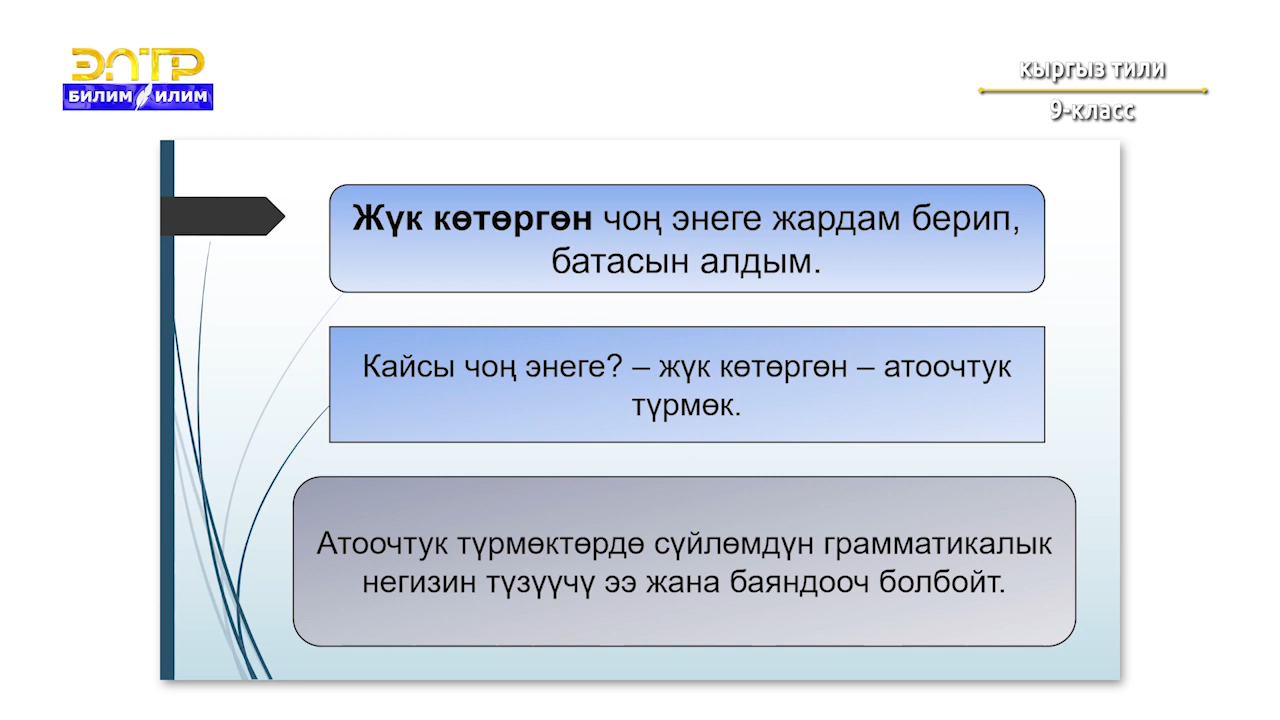 ЭЛТР
БИЛИМ ИЛИМ
кыргыз тили
9-класс
Жүк көтөргөн чоң энеге жардам берип,
батасын алдым.
Кайсы чоң энеге? – жүк көтөргөн – атоочтук
түрмөк.
Атоочтук түрмөктөрдө сүйлөмдүн грамматикалык
негизин түзүүчү ээ жана баяндооч болбойт.